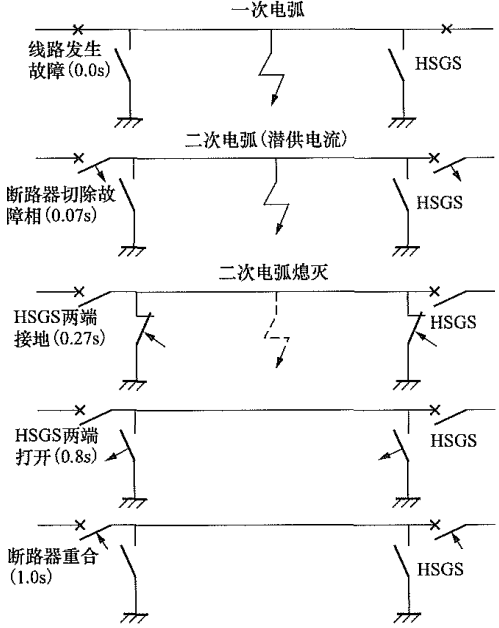 一次电弧
线路发生
故障(0.0s)
HSGS
二次电弧(潜供电流)
断路器切除故
障相(0.07s)
HSGS
二次电弧熄灭
HSGS两端
接地(0.27s)
HSGS
HSGS两端
打开(0.8s)
HSGS
断路器重合
(1.0s)
HSGS